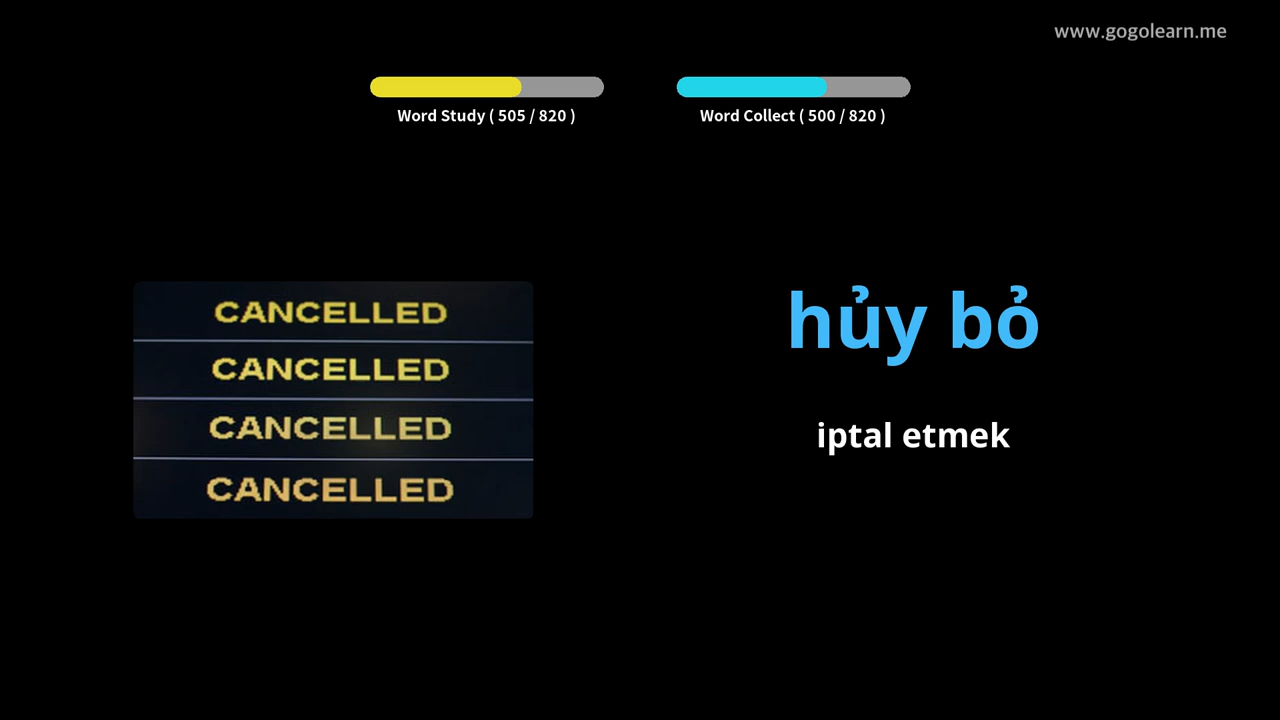 www.gogolearn.me
Word Study ( 505 / 820 )
Word Collect ( 500 / 820 )
CANCELLED
CANCELLED
CANCELLED
CANCELLED
hủy bỏ
iptal etmek